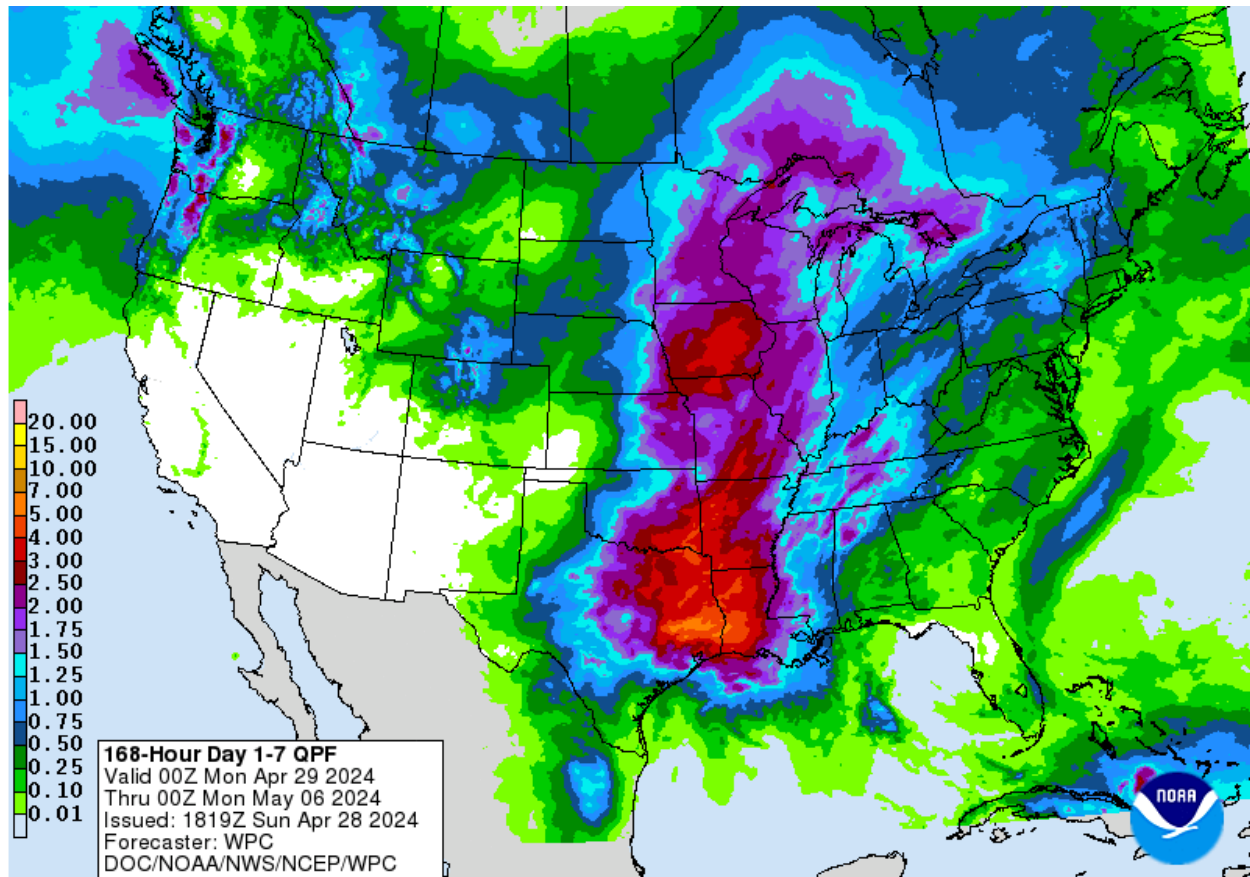 20.00
15.00
10.00
7.00
5.00
4.00
3.00
2.50
2.00
1.75
1.50
1.25
1.00
0.75
0.50
0.25
0.10
0.01
168-Hour Day 1-7 QPF
Valid 00Z Mon Apr 29 2024
Thru 00Z Mon May 06 2024
Issued: 1819Z Sun Apr 28 2024
Forecaster: WPC
DOC/NOAA/NWS/NCEP/WPC
NOAA